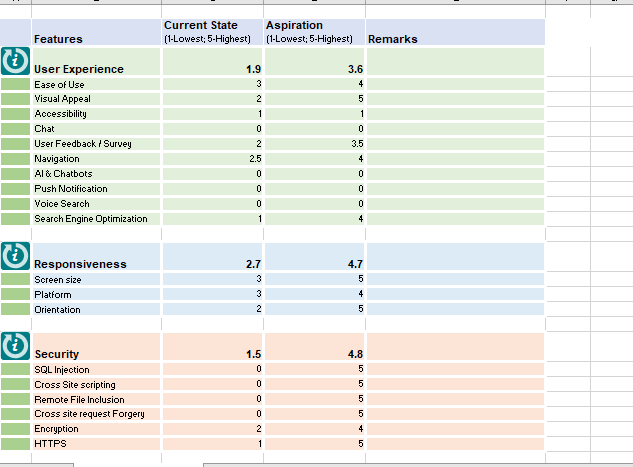 Features Current State (1-Lowest; 5-Highest) Aspiration (1-Lowest; 5-Highest) Remarks
User Experience 1.9 3.6
Ease of Use 3 4
Visual Appeal 2 5
Accessibility 1 1
Chat 0 0
User Feedback / Survey 2 3.5
Navigation 2.5 4
AI & Chatbots 0 0
Push Notification 0 0
Voice Search 0 0
Search Engine Optimization 1 4
Responsiveness 2.7 4.7
Screen size 3 5
Platform 3 4
Orientation 2 5
Security 1.5 4.8
SQL Injection 0 5
Cross Site scripting 0 5
Remote File Inclusion 0 5
Cross site request Forgery 0 5
Encryption 2 4
HTTPS 1 5